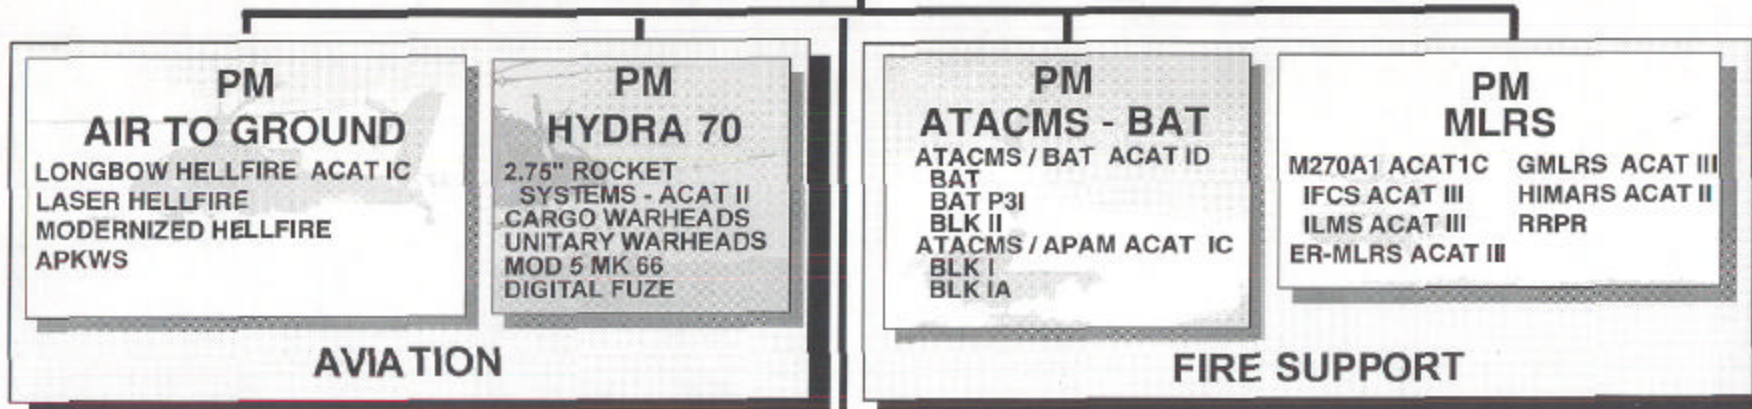 PM
AIR TO GROUND
LONGBOW HELLFIRE ACAT IC
LASER HELLFIRE
MODERNIZED HELLFIRE
APKWS
PM
HYDRA 70
2.75" ROCKET
SYSTEMS - ACAT II
CARGO WARHEADS
UNITARY WARHEADS
MOD 5 MK 66
DIGITAL FUZE
AVIATION
PM
ATACMS - BAT
ATACMS / BAT ACAT ID
BAT
BAT P3I
BLK II
ATACMS / APAM ACAT IC
BLK I
BLK IA
PM
MLRS
M270A1 ACAT1C
IFCS ACAT III
ILMS ACAT III
ER-MLRS ACAT III
GMLRS ACAT III
HIMARS ACAT II
RRPR
FIRE SUPPORT